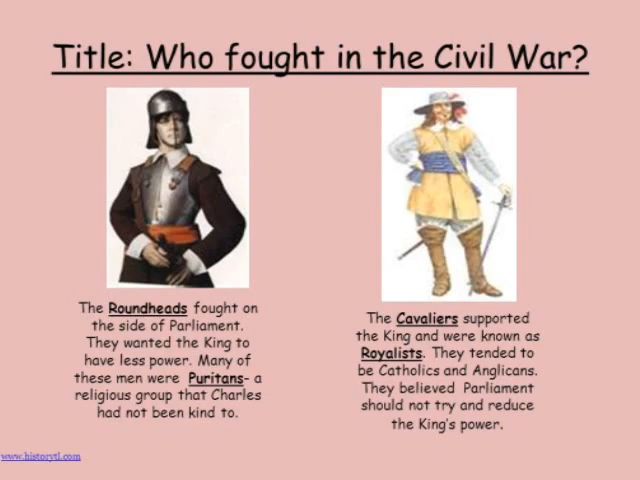 Title: Who fought in the Civil War?
The Roundheads fought on
the side of Parliament.
They wanted the King to
have less power. Many of
these men were Puritans- a
religious group that Charles
had not been kind to.
The Cavaliers supported
the King and were known as
Royalists. They tended to
be Catholics and Anglicans.
They believed Parliament
should not try and reduce
the King's power.
www.historytl.com